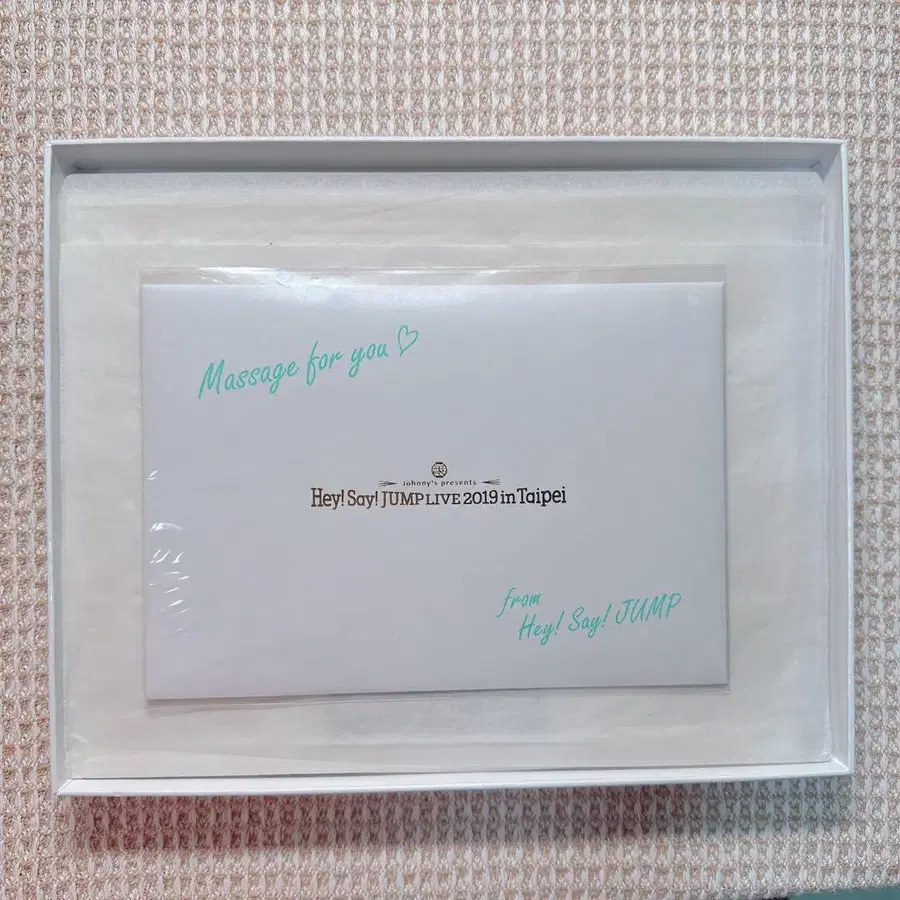 Massage for you♡
Johnny's presents
Hey! Say! JUMP LIVE 2019 in Taipei
from
Hey! Say! JUMP